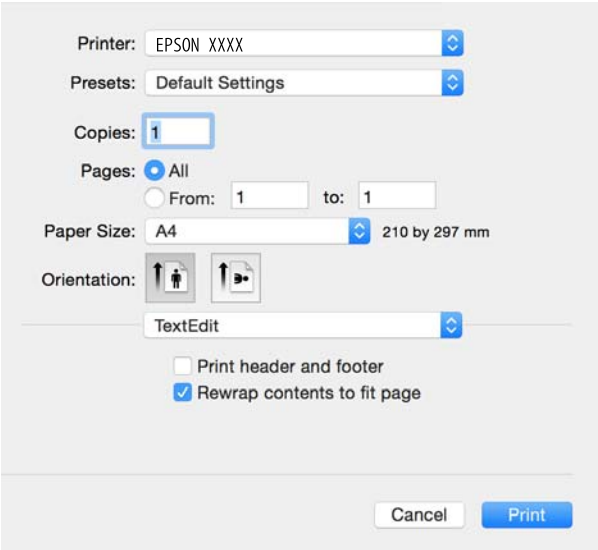 Printer: EPSON XXXX
Presets: Default Settings
Copies: 1
Pages: All
From: 1 to: 1
Paper Size: A4 210 by 297 mm
Orientation:
TextEdit
Print header and footer
Rewrap contents to fit page
Cancel Print